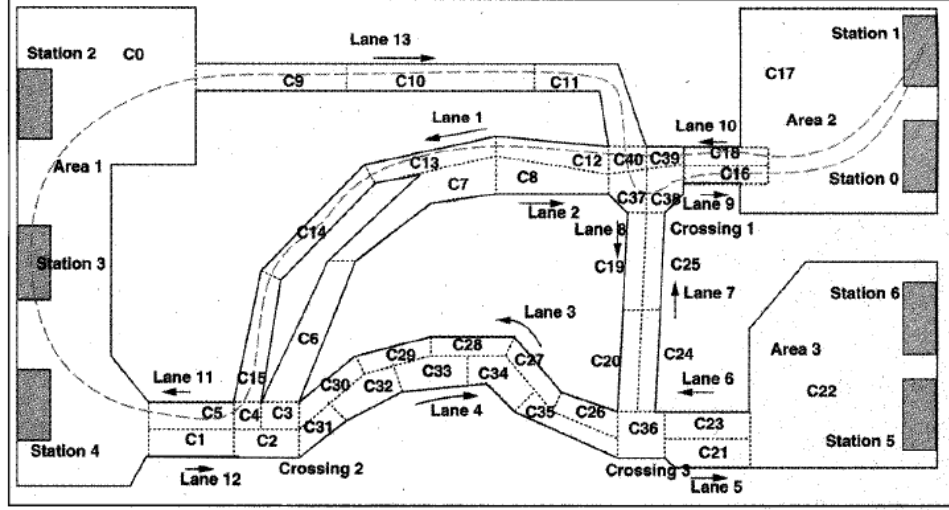 Station 2
C0
Lane 13
C9
C10
C11
Station 1
C17
Area 2
Lane 10
Lane 1
C18
C16
Station 0
Area 1
C13
C12
C40
C39
C7
C8
C37
C38
Lane 9
Lane 2
Lane 8
Crossing 1
C14
Station 3
C19
C25
Lane 7
Station 6
Lane 3
C6
C28
C29
C27
C20
C24
Area 3
C22
Lane 11
C15
C30
C32
C33
C34
Lane 6
C5
C4
C3
C31
Lane 4
C35
C26
C36
C23
C1
C2
C21
Station 4
Station 5
Lane 12
Crossing 2
Crossing 3
Lane 5